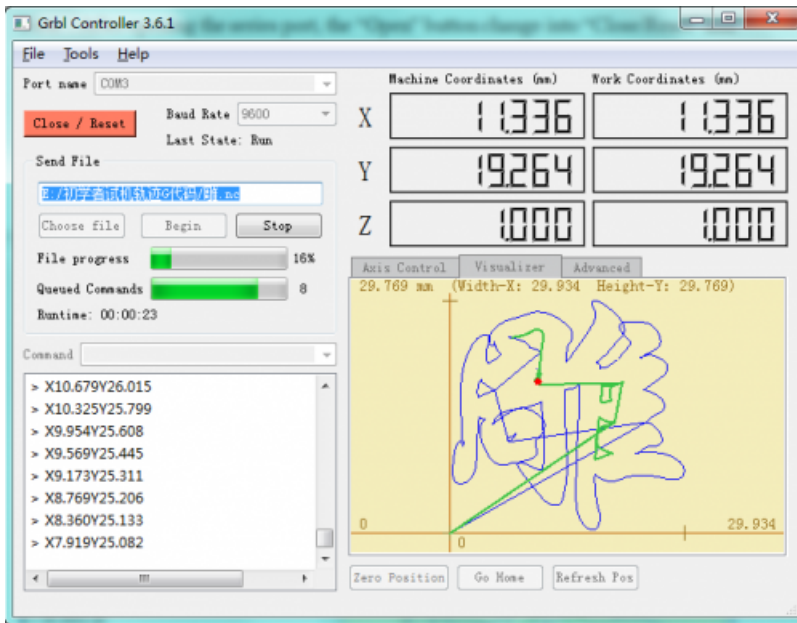 Grbl Controller 3.6.1
File Tools Help
Port name COM3
Close / Reset
Baud Rate 9600
Last State: Run
Send File
E:/初学者试机轨迹G代码/雕.nc
Choose file Begin Stop
File progress 16%
Queued Commands 8
Runtime: 00:00:23
Command
> X10.679Y26.015
> X10.325Y25.799
> X9.954Y25.608
> X9.569Y25.445
> X9.173Y25.311
> X8.769Y25.206
> X8.360Y25.133
> X7.919Y25.082
Machine Coordinates (mm) Work Coordinates (mm)
X 11.336 11.336
Y 19.264 19.264
Z 1.000 1.000
Axis Control Visualizer Advanced
29.769 mm (Width-X: 29.934 Height-Y: 29.769)
雕
0 29.934
0
Zero Position Go Home Refresh Pos